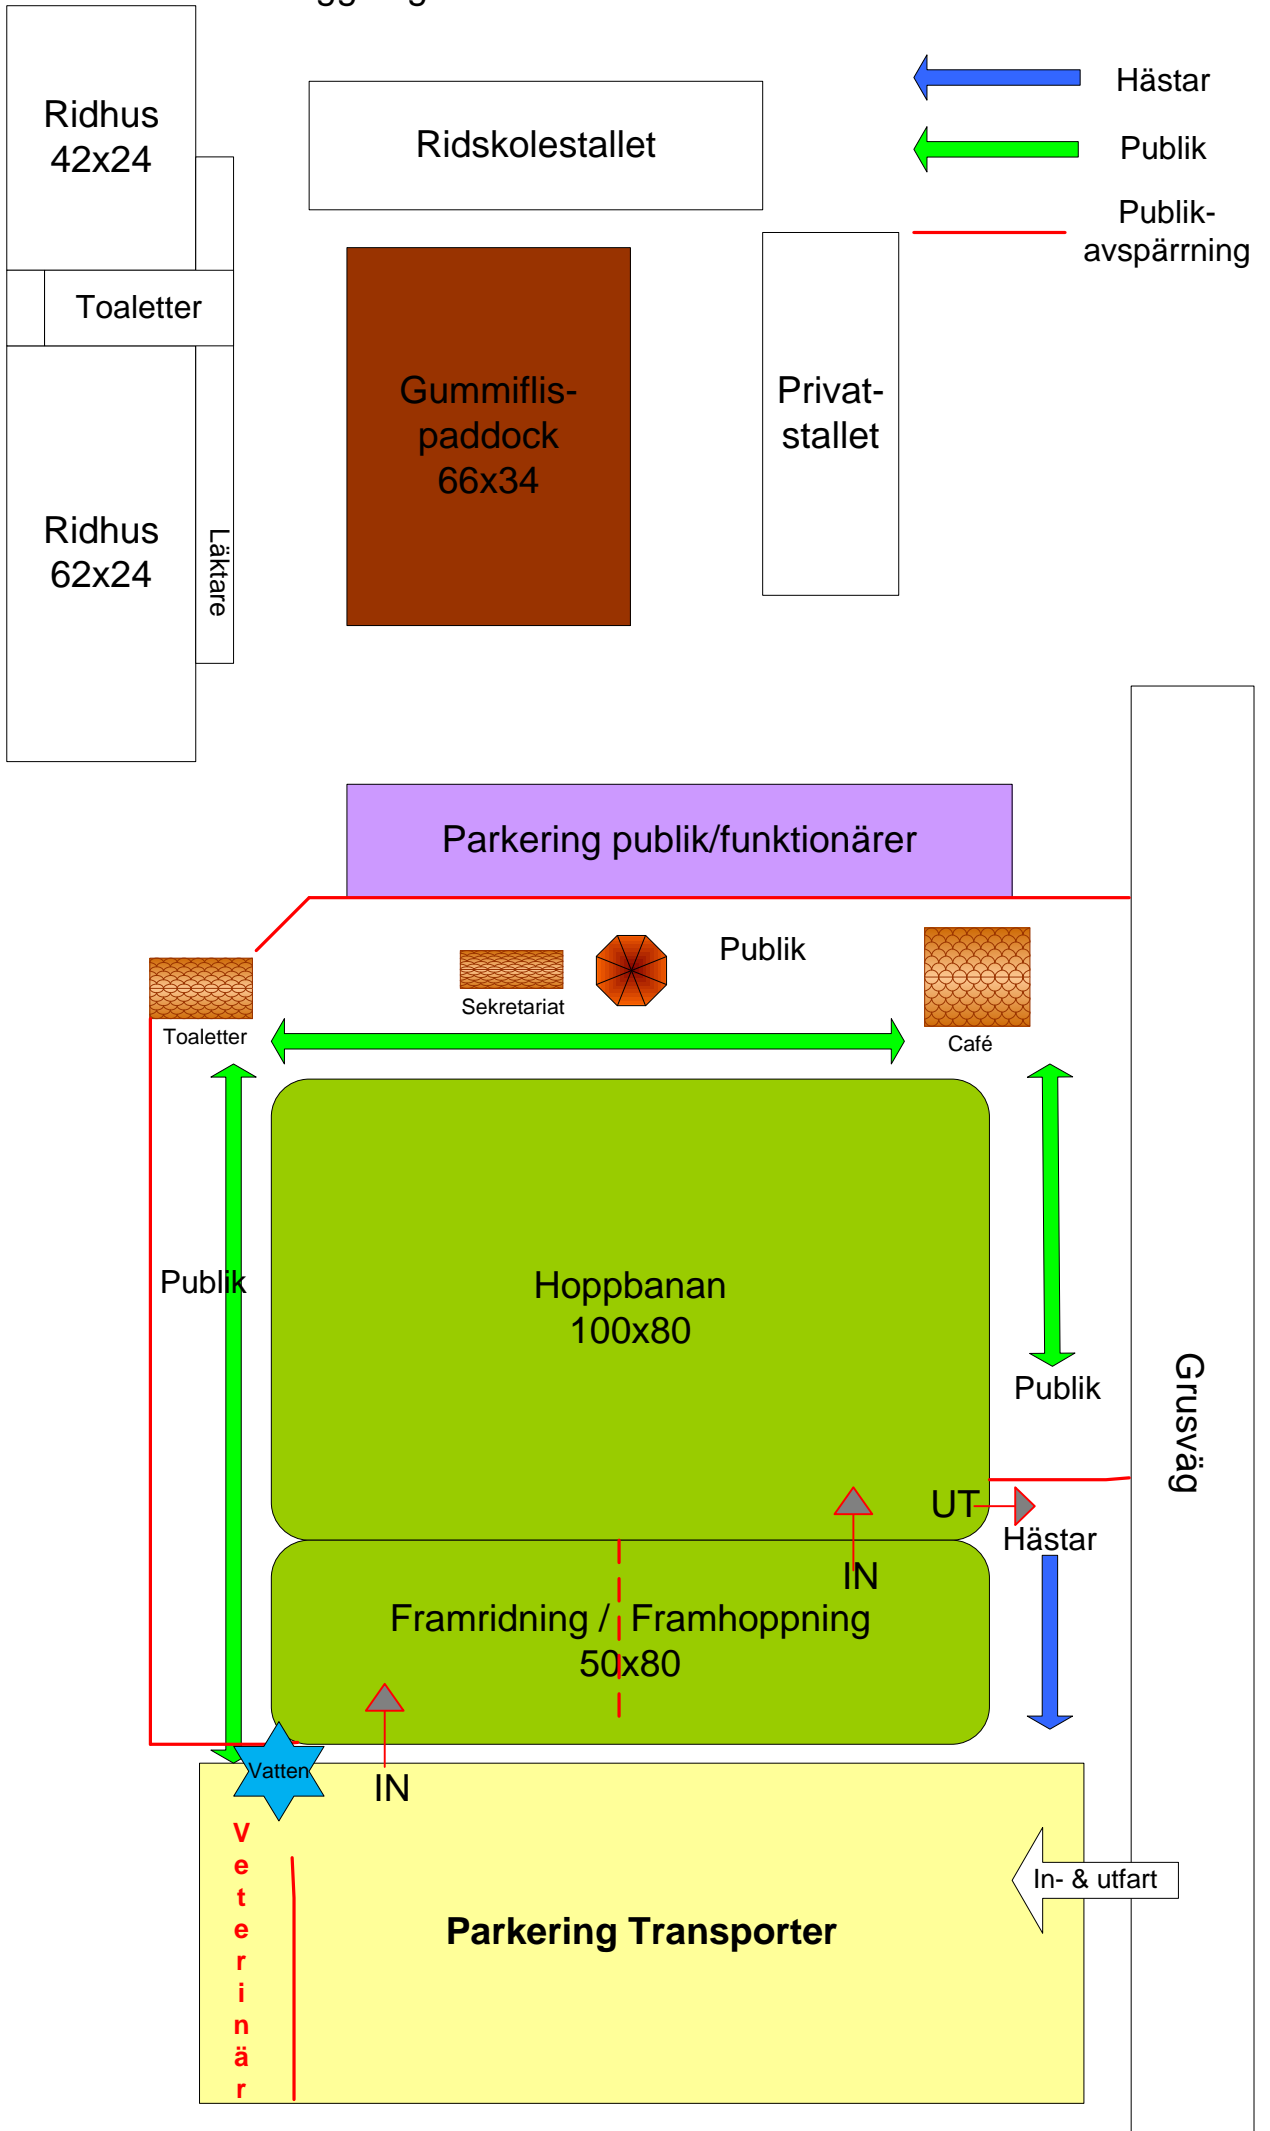 Ridhus
42x24
Ridskolestallet
Hästar
Publik
Publik-
avspärrning
Toaletter
Gummiflis-
paddock
66x34
Privat-
stallet
Ridhus
62x24
Läktare
Parkering publik/funktionärer
Publik
Sekretariat
Toaletter
Café
Publik
Hoppbanan
100x80
Publik
Grusväg
UT
Hästar
IN
Framridning / Framhoppning
50x80
Vatten
IN
Veterinär
In- & utfart
Parkering Transporter